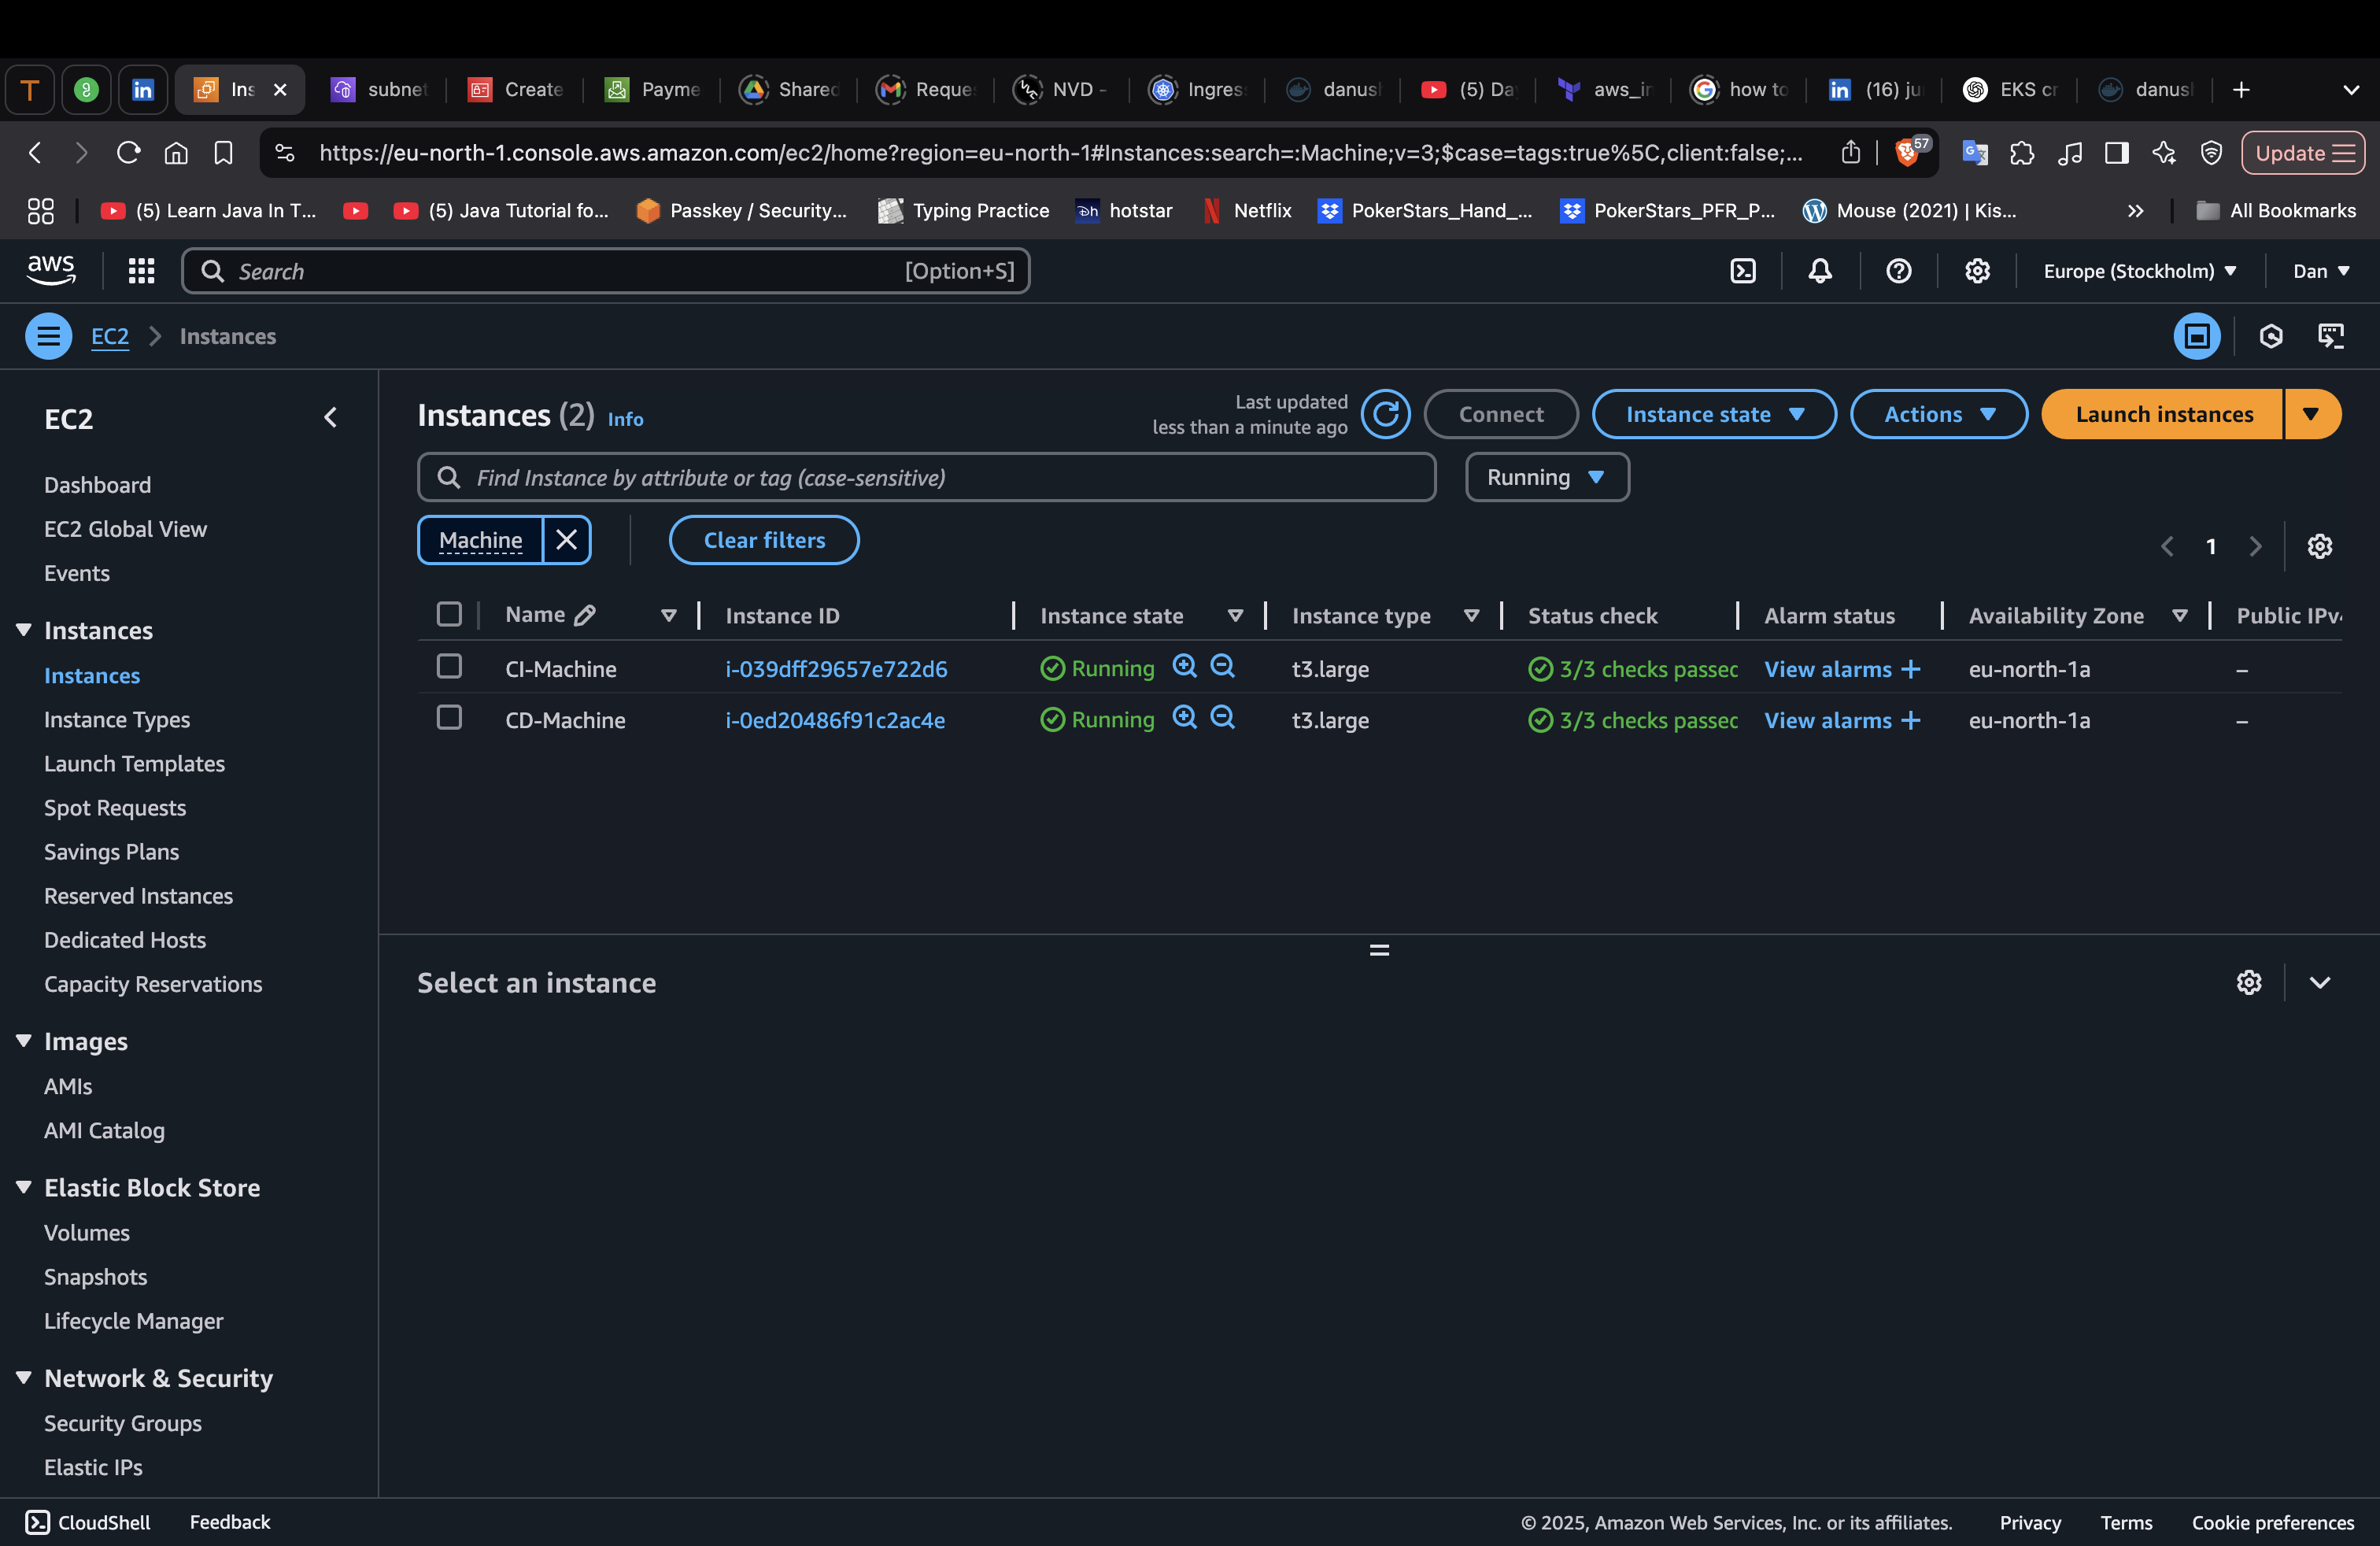 Ins
subnet
Create
Payme
Shared
Reques
NVD -
Ingress
danush
(5) Da
aws_in
how to
(16) ju
EKS cr
danush
https://eu-north-1.console.aws.amazon.com/ec2/home?region=eu-north-1#Instances:search=:Machine;v=3;$case=tags:true%5C,client:false;...
57
Update
(5) Learn Java In T...
(5) Java Tutorial fo...
Passkey / Security...
Typing Practice
hotstar
Netflix
PokerStars_Hand_...
PokerStars_PFR_P...
Mouse (2021) | Kis...
All Bookmarks
aws
Search
[Option+S]
Europe (Stockholm)
Dan
EC2
Instances
EC2
Dashboard
EC2 Global View
Events
Instances
Instances
Instance Types
Launch Templates
Spot Requests
Savings Plans
Reserved Instances
Dedicated Hosts
Capacity Reservations
Images
AMIs
AMI Catalog
Elastic Block Store
Volumes
Snapshots
Lifecycle Manager
Network & Security
Security Groups
Elastic IPs
Instances (2) Info
Last updated
less than a minute ago
Connect
Instance state
Actions
Launch instances
Find Instance by attribute or tag (case-sensitive)
Running
Machine
Clear filters
1
Name Instance ID Instance state Instance type Status check Alarm status Availability Zone Public IPv4
CI-Machine i-039dff29657e722d6 Running t3.large 3/3 checks passed View alarms + eu-north-1a –
CD-Machine i-0ed20486f91c2ac4e Running t3.large 3/3 checks passed View alarms + eu-north-1a –
Select an instance
CloudShell
Feedback
© 2025, Amazon Web Services, Inc. or its affiliates.
Privacy
Terms
Cookie preferences